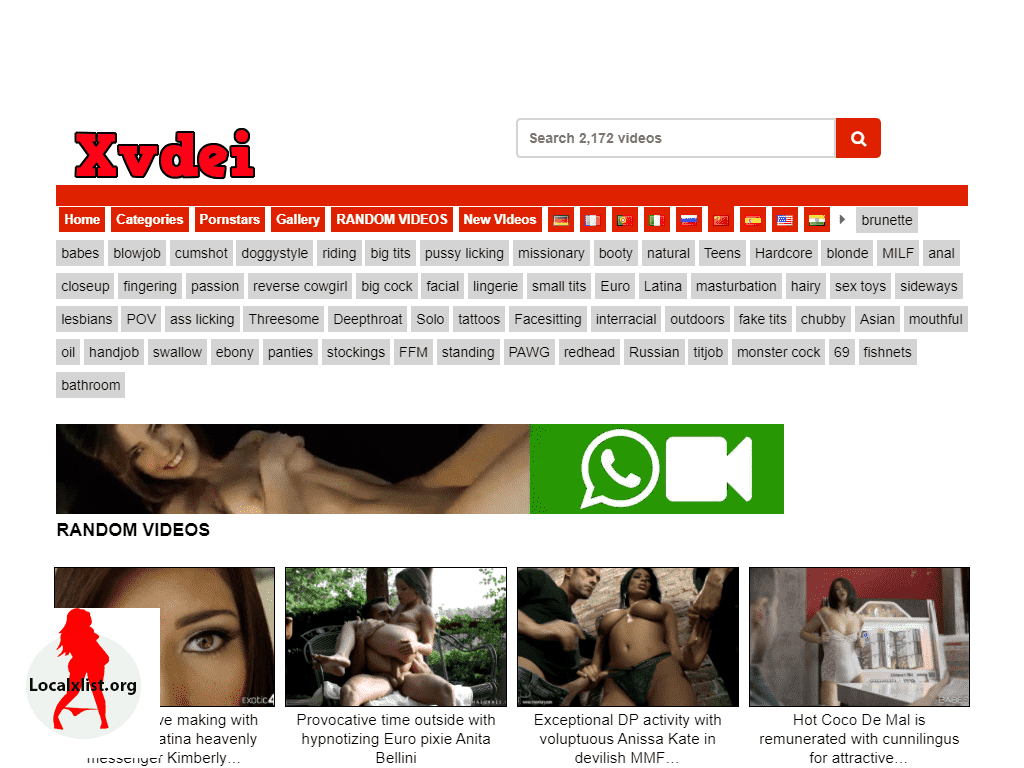 Xvdei
Search 2,172 videos
Home Categories Pornstars Gallery RANDOM VIDEOS New VIdeos brunette
babes blowjob cumshot doggystyle riding big tits pussy licking missionary booty natural Teens Hardcore blonde MILF anal
closeup fingering passion reverse cowgirl big cock facial lingerie small tits Euro Latina masturbation hairy sex toys sideways
lesbians POV ass licking Threesome Deepthroat Solo tattoos Facesitting interracial outdoors fake tits chubby Asian mouthful
oil handjob swallow ebony panties stockings FFM standing PAWG redhead Russian titjob monster cock 69 fishnets
bathroom
RANDOM VIDEOS
Localxlist.org
making with
heavenly
messenger Kimberly…
Provocative time outside with
hypnotizing Euro pixie Anita
Bellini
Exceptional DP activity with
voluptuous Anissa Kate in
devilish MMF…
Hot Coco De Mal is
remunerated with cunnilingus
for attractive…